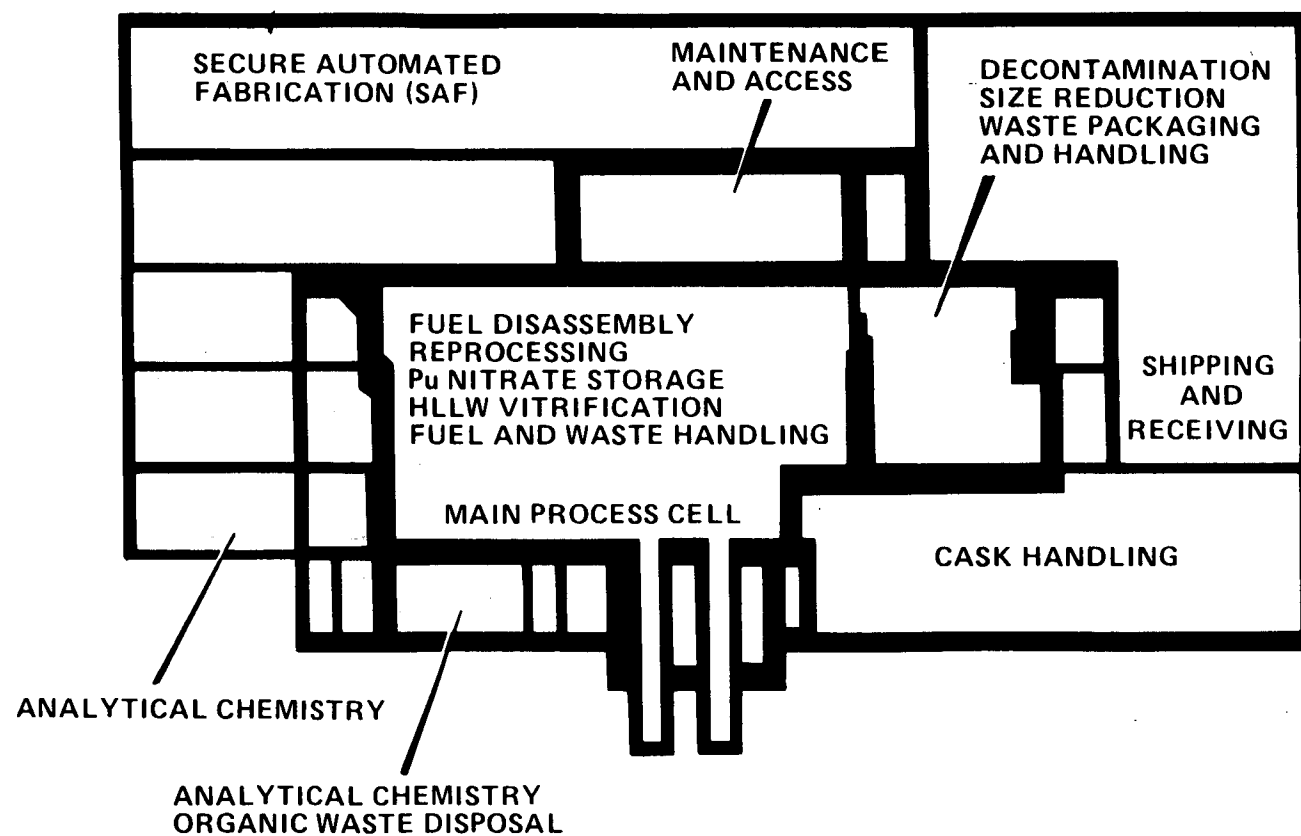 SECURE AUTOMATED
FABRICATION (SAF)
MAINTENANCE
AND ACCESS
DECONTAMINATION
SIZE REDUCTION
WASTE PACKAGING
AND HANDLING
FUEL DISASSEMBLY
REPROCESSING
Pu NITRATE STORAGE
HLLW VITRIFICATION
FUEL AND WASTE HANDLING
MAIN PROCESS CELL
SHIPPING
AND
RECEIVING
CASK HANDLING
ANALYTICAL CHEMISTRY
ANALYTICAL CHEMISTRY
ORGANIC WASTE DISPOSAL